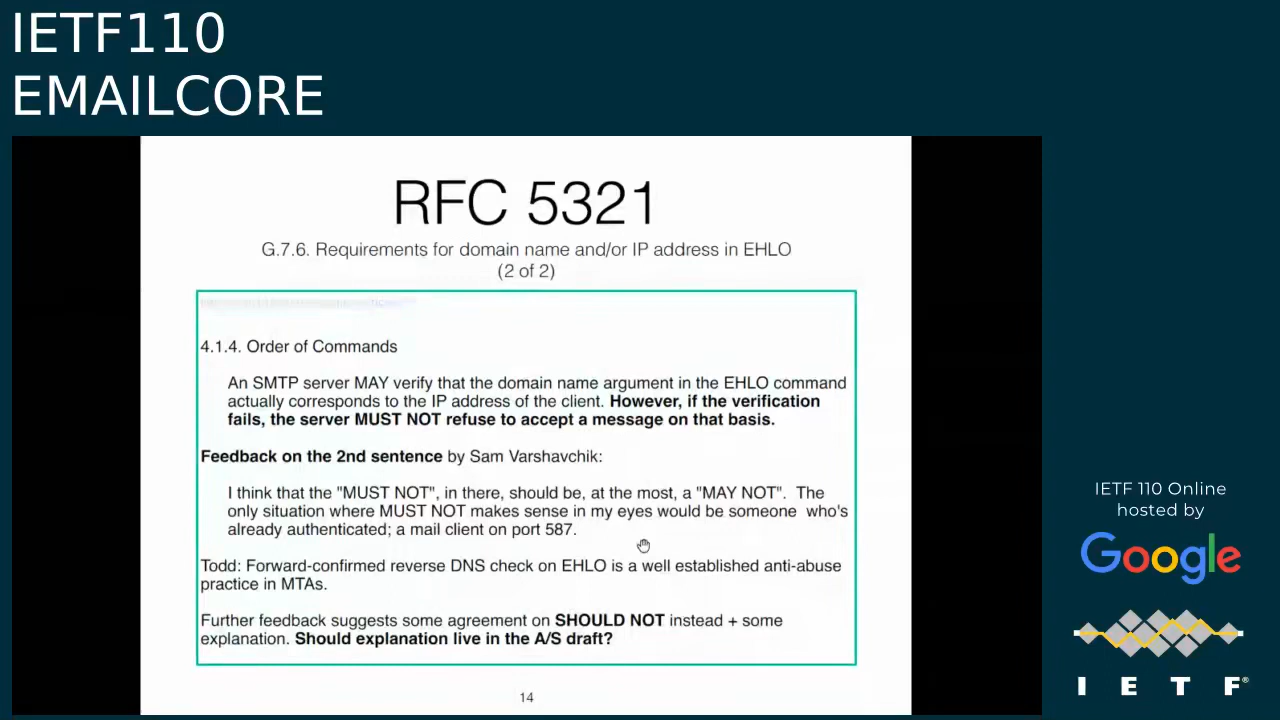 IETF110
EMAILCORE
RFC 5321
G.7.6. Requirements for domain name and/or IP address in EHLO
(2 of 2)
4.1.4. Order of Commands
An SMTP server MAY verify that the domain name argument in the EHLO command
actually corresponds to the IP address of the client. However, if the verification
fails, the server MUST NOT refuse to accept a message on that basis.
Feedback on the 2nd sentence by Sam Varshavchik:
I think that the "MUST NOT", in there, should be, at the most, a "MAY NOT".  The
only situation where MUST NOT makes sense in my eyes would be someone  who's
already authenticated; a mail client on port 587.
Todd: Forward-confirmed reverse DNS check on EHLO is a well established anti-abuse
practice in MTAs.
Further feedback suggests some agreement on SHOULD NOT instead + some
explanation. Should explanation live in the A/S draft?
14
IETF 110 Online
hosted by
Google
I E T F®